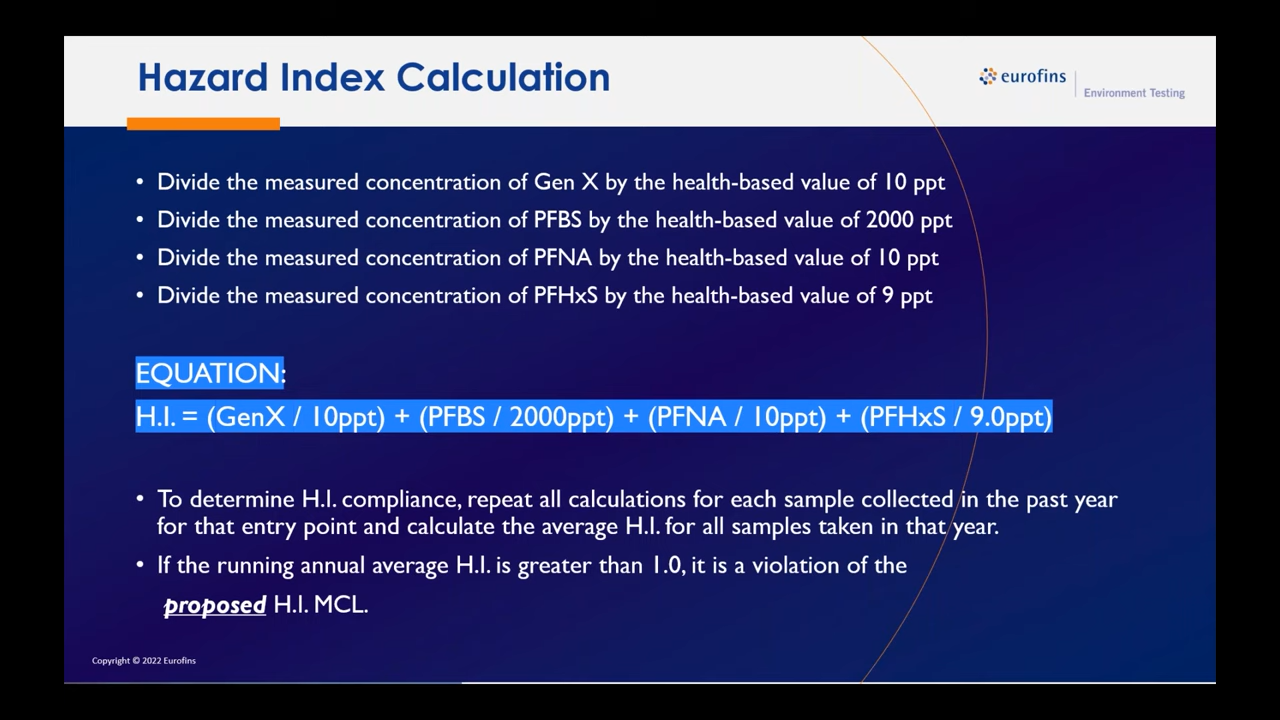 Hazard Index Calculation
eurofins
Environment Testing
• Divide the measured concentration of Gen X by the health-based value of 10 ppt
• Divide the measured concentration of PFBS by the health-based value of 2000 ppt
• Divide the measured concentration of PFNA by the health-based value of 10 ppt
• Divide the measured concentration of PFHxS by the health-based value of 9 ppt
EQUATION:
H.I. = (GenX / 10ppt) + (PFBS / 2000ppt) + (PFNA / 10ppt) + (PFHxS / 9.0ppt)
• To determine H.I. compliance, repeat all calculations for each sample collected in the past year
for that entry point and calculate the average H.I. for all samples taken in that year.
• If the running annual average H.I. is greater than 1.0, it is a violation of the
proposed H.I. MCL.
Copyright © 2022 Eurofins